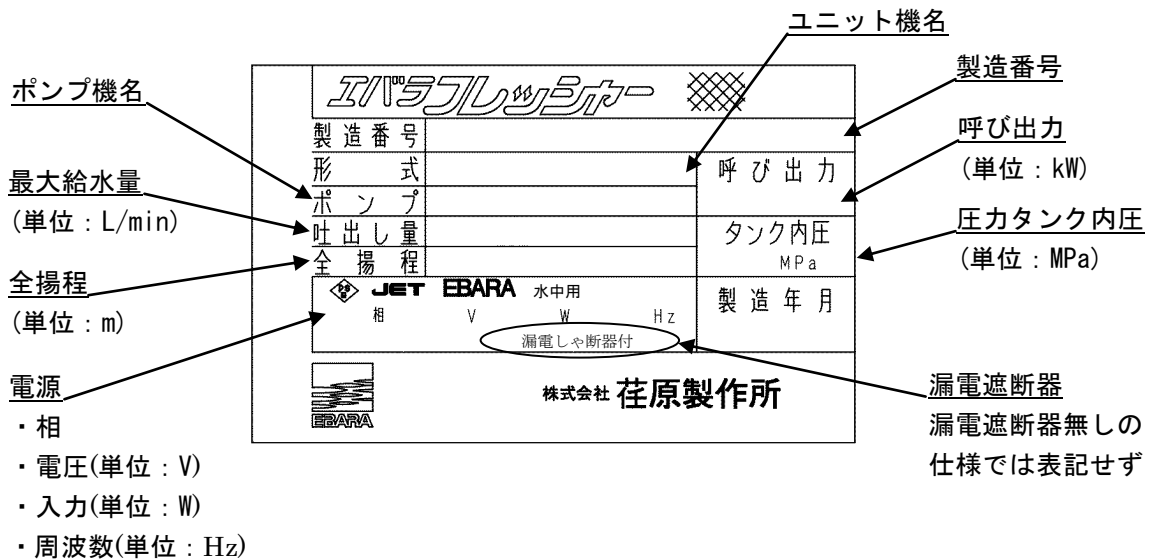 ユニット機名
ポンプ機名
最大給水量
(単位：L/min)
全揚程
(単位：m)
電源
・相
・電圧(単位：V)
・入力(単位：W)
・周波数(単位：Hz)
エバラフレッシャー
製造番号
形式
ポンプ
吐出し量
全揚程
呼び出力
タンク内圧
MPa
製造年月
PS
E
JET EBARA 水中用
相 V W Hz
漏電しゃ断器付
EBARA
株式会社 荏原製作所
製造番号
呼び出力
(単位：kW)
圧力タンク内圧
(単位：MPa)
漏電遮断器
漏電遮断器無しの
仕様では表記せず